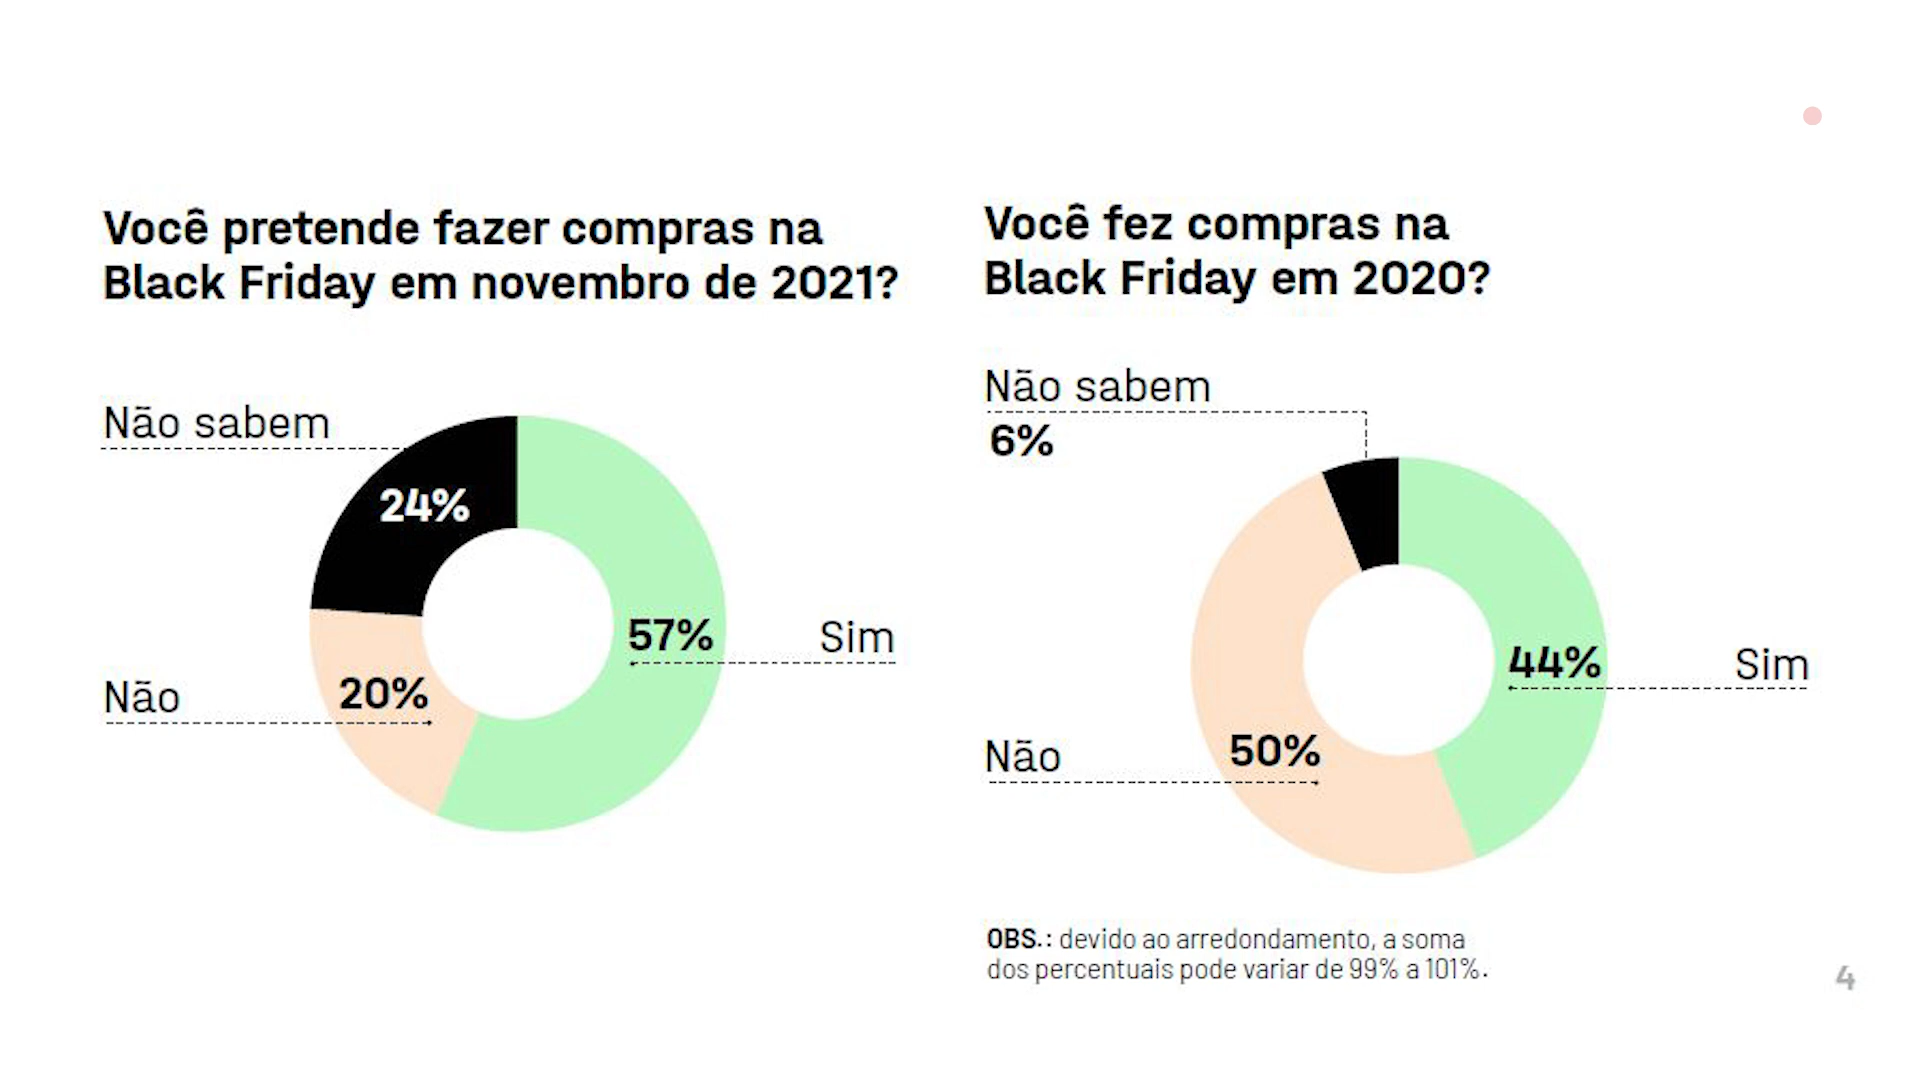 Você pretende fazer compras na
Black Friday em novembro de 2021?
Não sabem
24%
57%
Sim
Não
20%
Você fez compras na
Black Friday em 2020?
Não sabem
6%
44%
Sim
Não
50%
OBS.: devido ao arredondamento, a soma
dos percentuais pode variar de 99% a 101%.
4